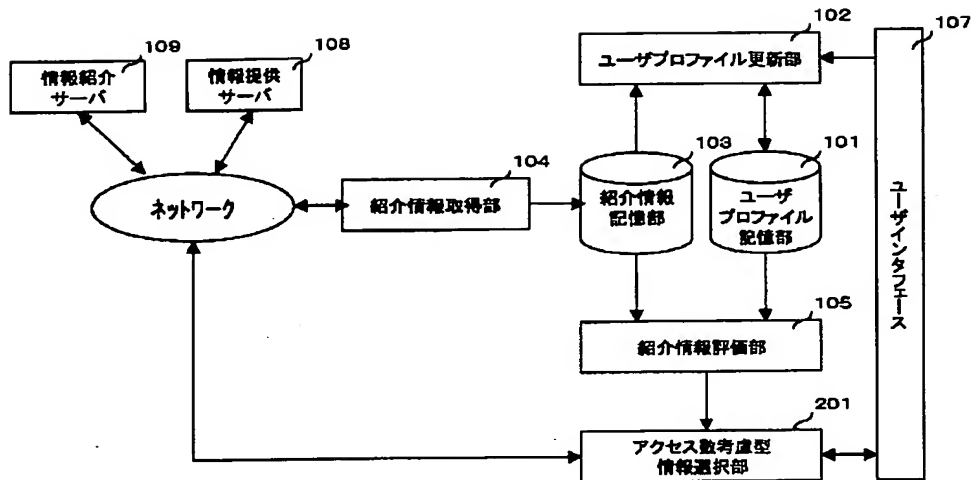 109
情報紹介
サーバ
108
情報提供
サーバ
ネットワーク
104
紹介情報取得部
102
ユーザプロファイル更新部
103
紹介情報
記憶部
101
ユーザ
プロファイル
記憶部
105
紹介情報評価部
201
アクセス数考慮型
情報選択部
107
ユーザインタフェース